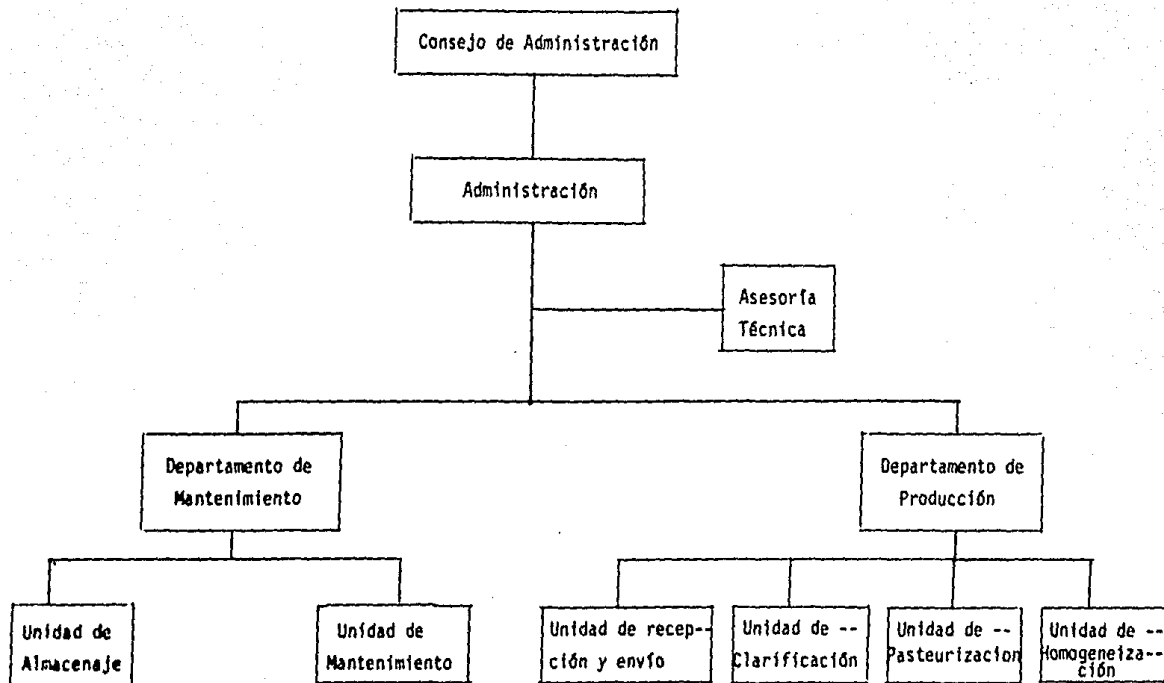 Consejo de Administración
Administración
Asesoría
Técnica
Departamento de
Mantenimiento
Departamento de
Producción
Unidad de
Almacenaje
Unidad de
Mantenimiento
Unidad de recep--
ción y envío
Unidad de --
Clarificación
Unidad de --
Pasteurizacion
Unidad de --
Homogeneiza--
ción